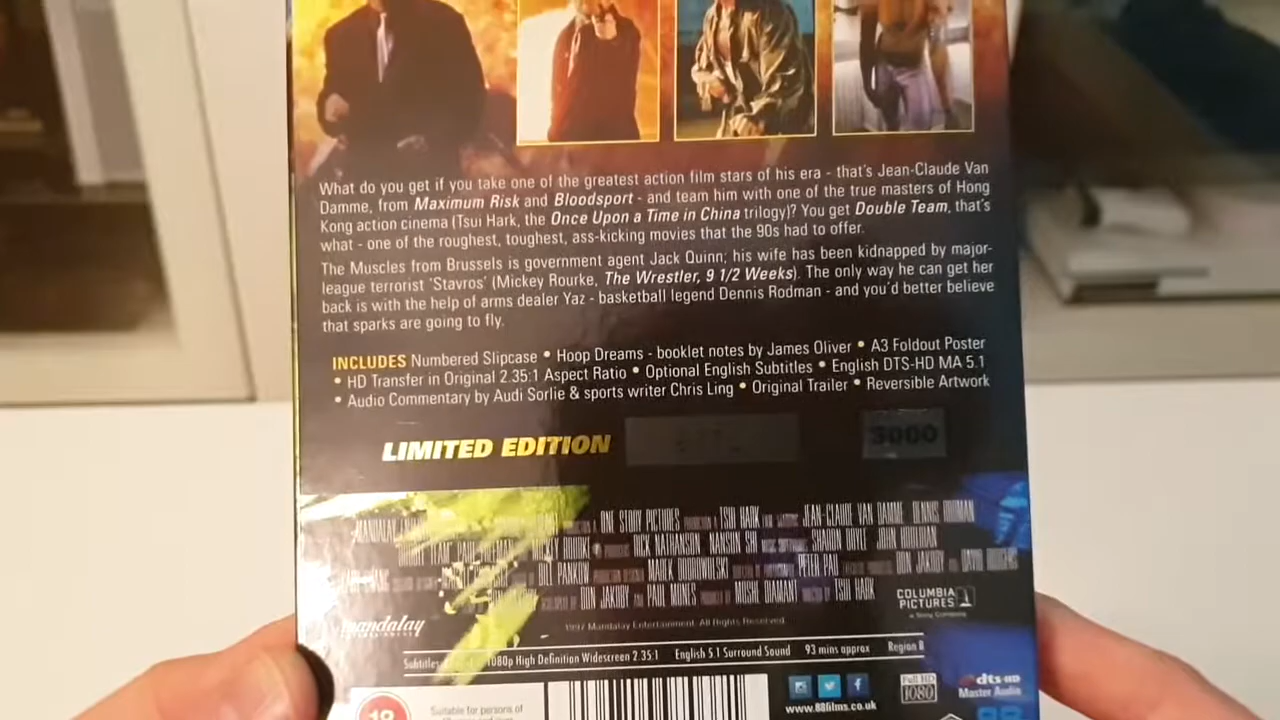 What do you get if you take one of the greatest action film stars of his era - that's Jean-Claude Van
Damme, from Maximum Risk and Bloodsport - and team him with one of the true masters of Hong
Kong action cinema (Tsui Hark, the Once Upon a Time in China trilogy)? You get Double Team, that's
what - one of the roughest, toughest, ass-kicking movies that the 90s had to offer.
The Muscles from Brussels is government agent Jack Quinn; his wife has been kidnapped by major-
league terrorist 'Stavros' (Mickey Rourke, The Wrestler, 9 1/2 Weeks). The only way he can get her
back is with the help of arms dealer Yaz - basketball legend Dennis Rodman - and you'd better believe
that sparks are going to fly.
INCLUDES Numbered Slipcase • Hoop Dreams - booklet notes by James Oliver • A3 Foldout Poster
• HD Transfer in Original 2.35:1 Aspect Ratio • Optional English Subtitles • English DTS-HD MA 5.1
• Audio Commentary by Audi Sorlie & sports writer Chris Ling • Original Trailer • Reversible Artwork
LIMITED EDITION 3000
ONE STORY PICTURES TSUI HARK JEAN-CLAUDE VAN DAMME DENNIS RODMAN
RICK NATHANSON NANSUN SHI SHARON BOYLE
BILL PANKOW PETER PAU DON JAKOBY
DON JAKOBY PAUL MONES MOSHE DIAMANT TSUI HARK
COLUMBIA
PICTURES
a Sony Company
mandalay
1997 Mandalay Entertainment. All Rights Reserved.
Subtitles 1080p High Definition Widescreen 2.35:1 English 5.1 Surround Sound 93 mins approx Region B
18
Suitable for persons of
www.88films.co.uk
Full HD
1080
dts-HD
Master Audio
88